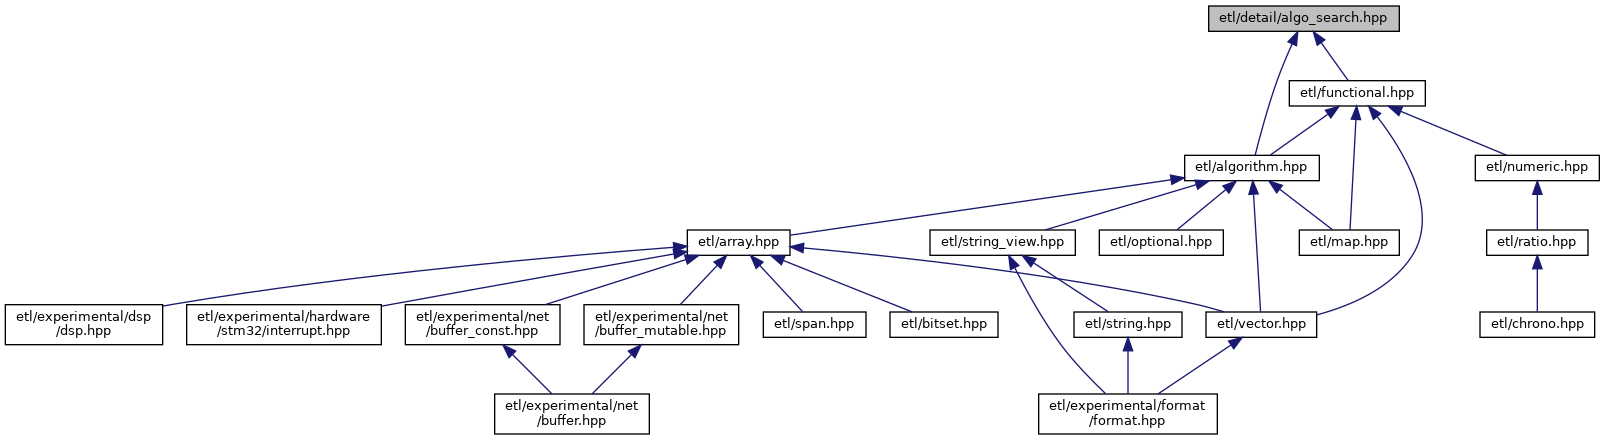 etl/detail/algo_search.hpp
etl/functional.hpp
etl/algorithm.hpp
etl/numeric.hpp
etl/array.hpp
etl/string_view.hpp
etl/optional.hpp
etl/map.hpp
etl/ratio.hpp
etl/experimental/dsp
/dsp.hpp
etl/experimental/hardware
/stm32/interrupt.hpp
etl/experimental/net
/buffer_const.hpp
etl/experimental/net
/buffer_mutable.hpp
etl/span.hpp
etl/bitset.hpp
etl/string.hpp
etl/vector.hpp
etl/chrono.hpp
etl/experimental/net
/buffer.hpp
etl/experimental/format
/format.hpp